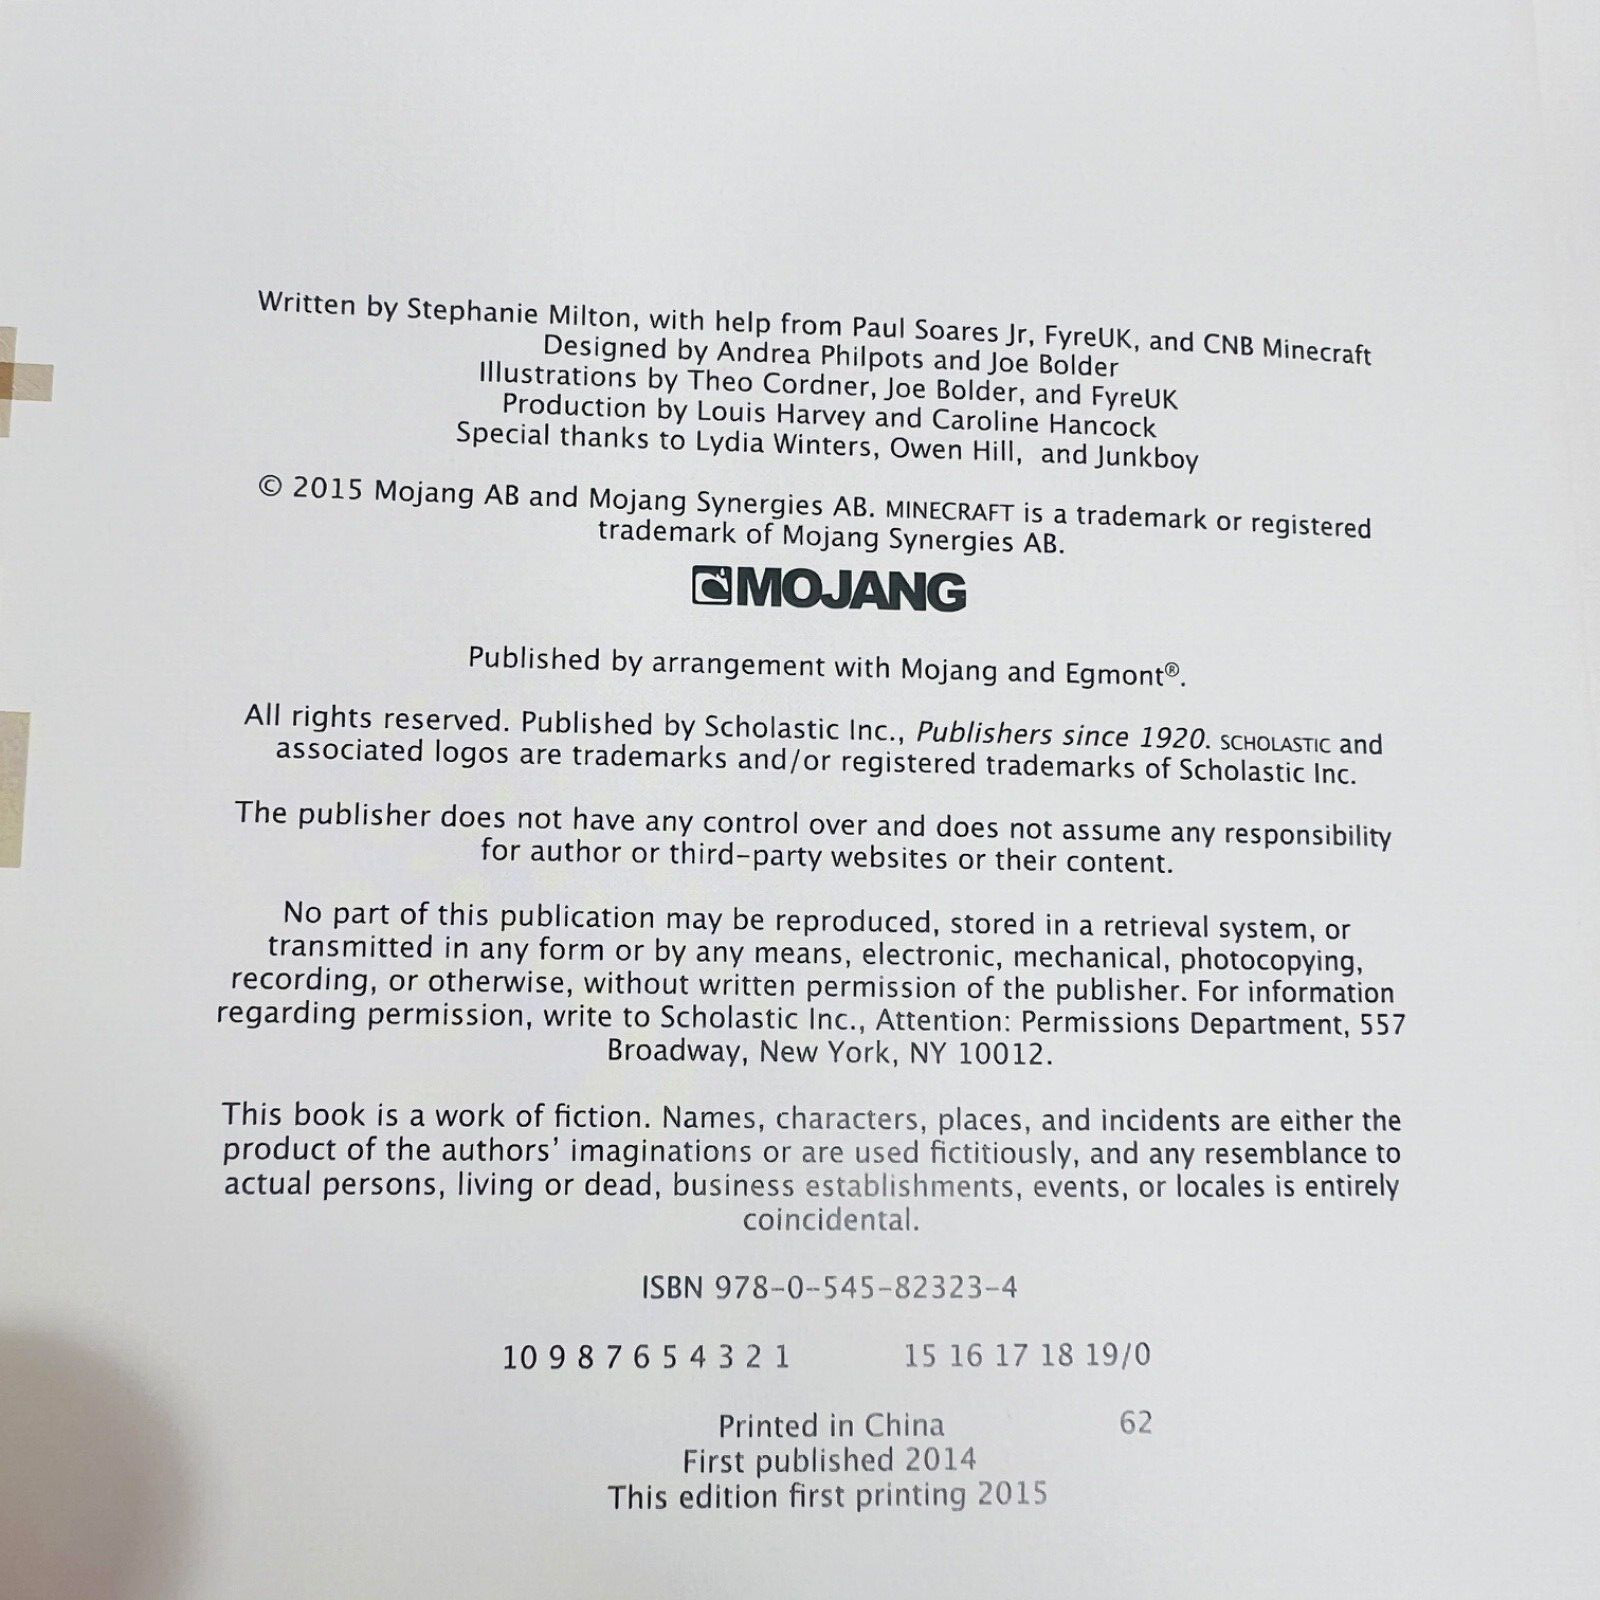 Written by Stephanie Milton, with help from Paul Soares Jr, FyreUK, and CNB Minecraft
Designed by Andrea Philpots and Joe Bolder
Illustrations by Theo Cordner, Joe Bolder, and FyreUK
Production by Louis Harvey and Caroline Hancock
Special thanks to Lydia Winters, Owen Hill, and Junkboy
© 2015 Mojang AB and Mojang Synergies AB. MINECRAFT is a trademark or registered
trademark of Mojang Synergies AB.
MOJANG
Published by arrangement with Mojang and Egmont®.
All rights reserved. Published by Scholastic Inc., Publishers since 1920. SCHOLASTIC and
associated logos are trademarks and/or registered trademarks of Scholastic Inc.
The publisher does not have any control over and does not assume any responsibility
for author or third-party websites or their content.
No part of this publication may be reproduced, stored in a retrieval system, or
transmitted in any form or by any means, electronic, mechanical, photocopying,
recording, or otherwise, without written permission of the publisher. For information
regarding permission, write to Scholastic Inc., Attention: Permissions Department, 557
Broadway, New York, NY 10012.
This book is a work of fiction. Names, characters, places, and incidents are either the
product of the authors’ imaginations or are used fictitiously, and any resemblance to
actual persons, living or dead, business establishments, events, or locales is entirely
coincidental.
ISBN 978-0-545-82323-4
10 9 8 7 6 5 4 3 2 1 15 16 17 18 19/0
Printed in China 62
First published 2014
This edition first printing 2015